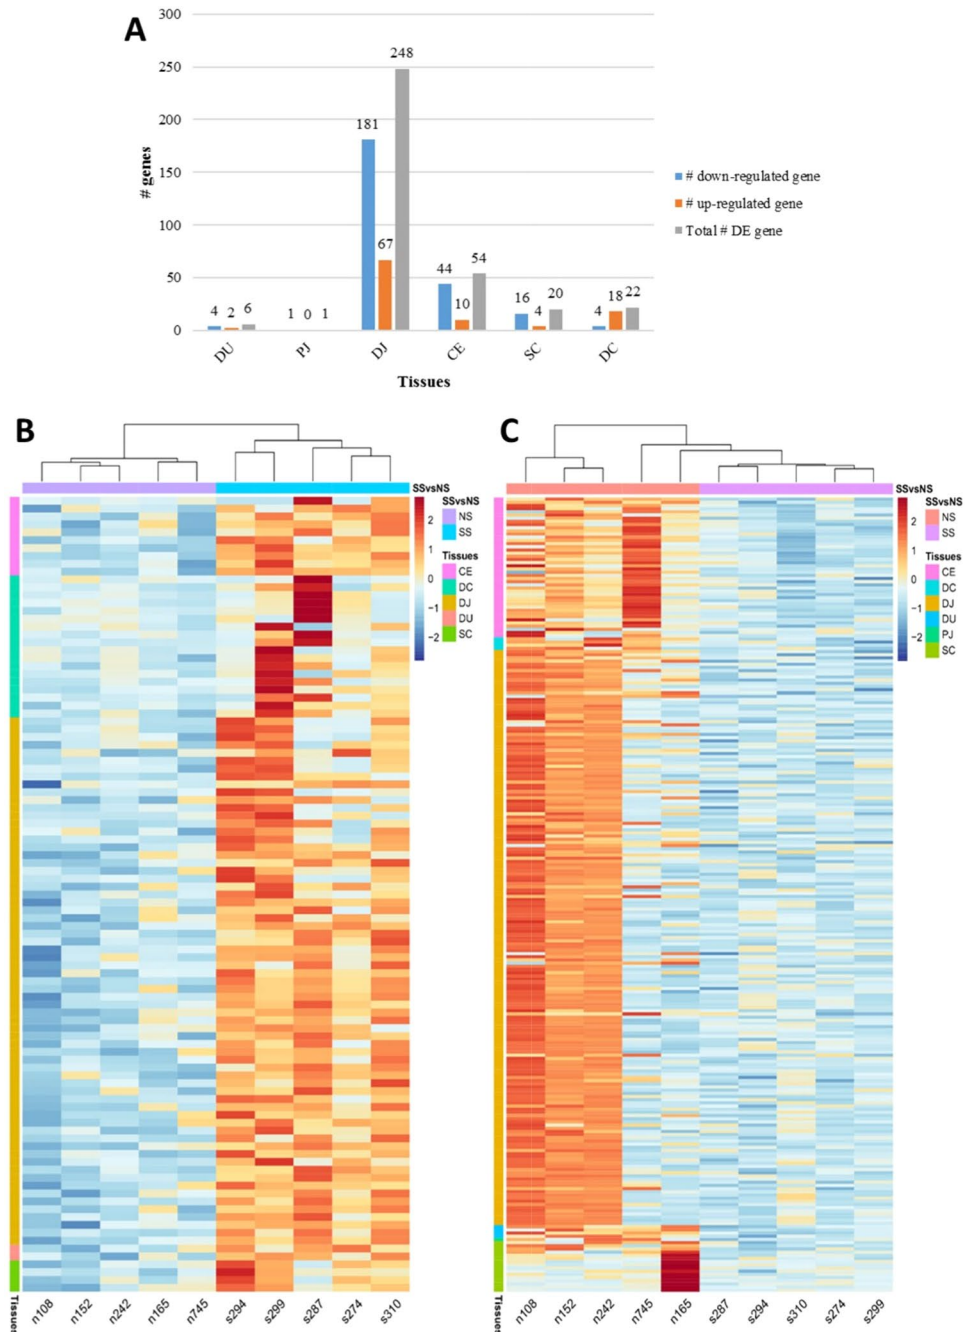 A
300
250
200
150
100
50
0
# genes
4 2 6
1 0 1
181 67 248
44 10 54
16 4 20
4 18 22
DU PJ DJ CE SC DC
Tissues
# down-regulated gene
# up-regulated gene
Total # DE gene
B
SSvsNS
SSvsNS
NS
SS
Tissues
CE
DC
DJ
DU
SC
2
1
0
−1
−2
Tissues
n108 n152 n242 n165 n745 s294 s299 s287 s274 s310
C
SSvsNS
SSvsNS
NS
SS
Tissues
CE
DC
DJ
DU
PJ
SC
2
1
0
−1
−2
Tissues
n108 n152 n242 n745 n165 s287 s294 s310 s274 s299